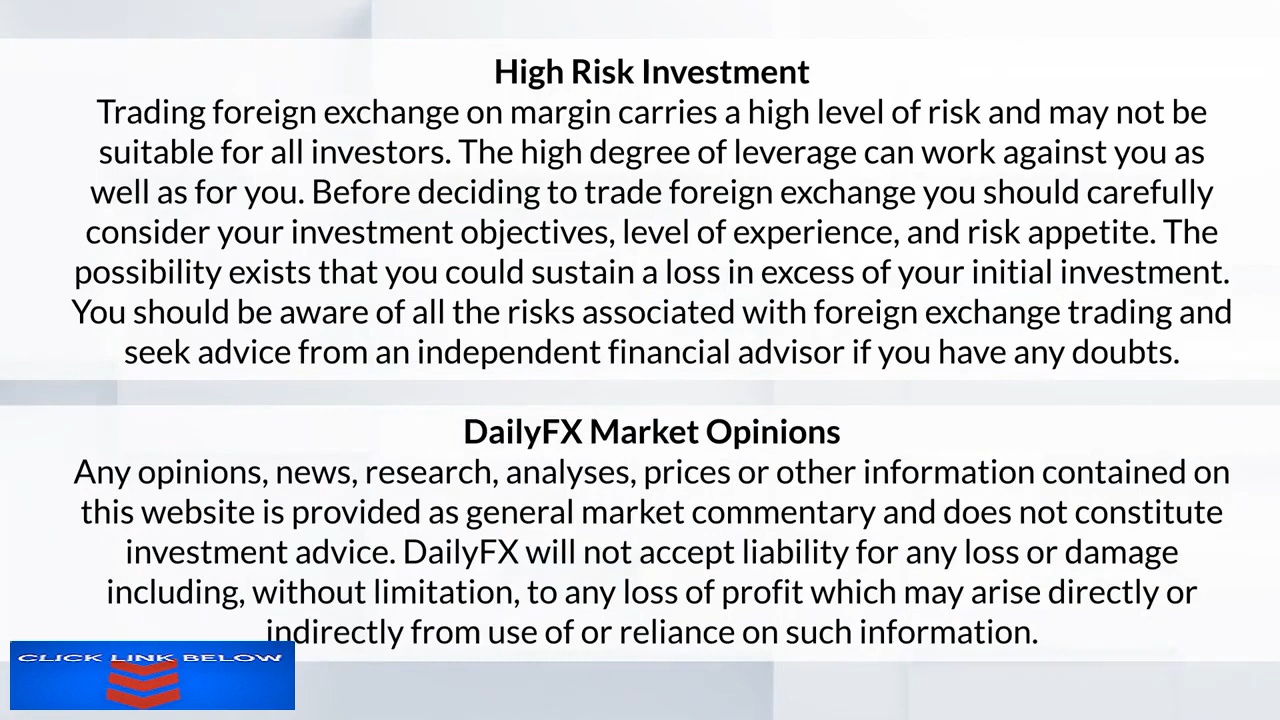 High Risk Investment
Trading foreign exchange on margin carries a high level of risk and may not be
suitable for all investors. The high degree of leverage can work against you as
well as for you. Before deciding to trade foreign exchange you should carefully
consider your investment objectives, level of experience, and risk appetite. The
possibility exists that you could sustain a loss in excess of your initial investment.
You should be aware of all the risks associated with foreign exchange trading and
seek advice from an independent financial advisor if you have any doubts.
DailyFX Market Opinions
Any opinions, news, research, analyses, prices or other information contained on
this website is provided as general market commentary and does not constitute
investment advice. DailyFX will not accept liability for any loss or damage
including, without limitation, to any loss of profit which may arise directly or
indirectly from use of or reliance on such information.
CLICK LINK BELOW